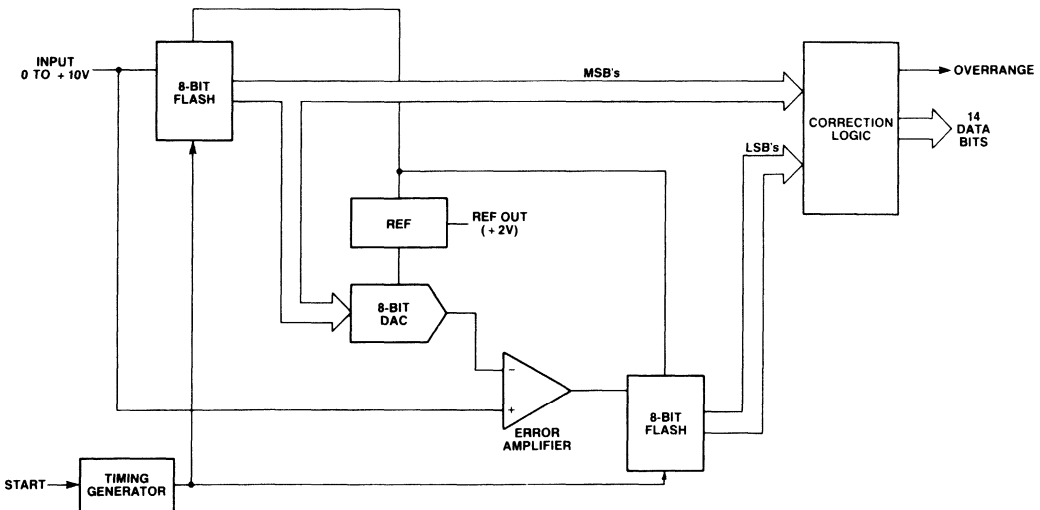 INPUT
0 TO + 10V
8-BIT
FLASH
MSB's
OVERRANGE
CORRECTION
LOGIC
14
DATA
BITS
LSB's
REF
REF OUT
(+2V)
8-BIT
DAC
−
+
ERROR
AMPLIFIER
8-BIT
FLASH
START
TIMING
GENERATOR